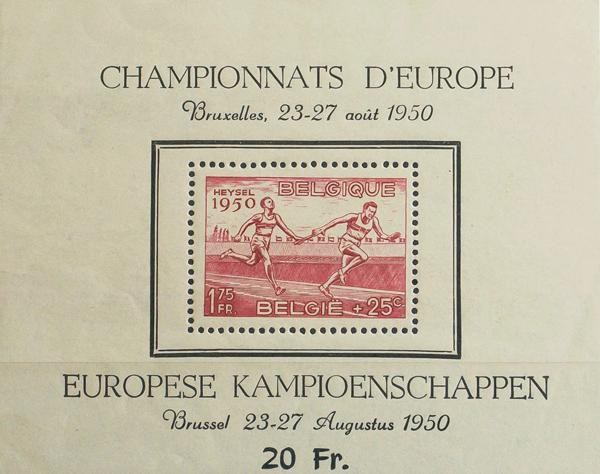 CHAMPIONNATS D'EUROPE
Bruxelles, 23-27 août 1950
HEYSEL
1950
BELGIQUE
1 75 FR.
BELGIË + 25 C.
EUROPESE KAMPIOENSCHAPPEN
Brussel 23-27 Augustus 1950
20 Fr.